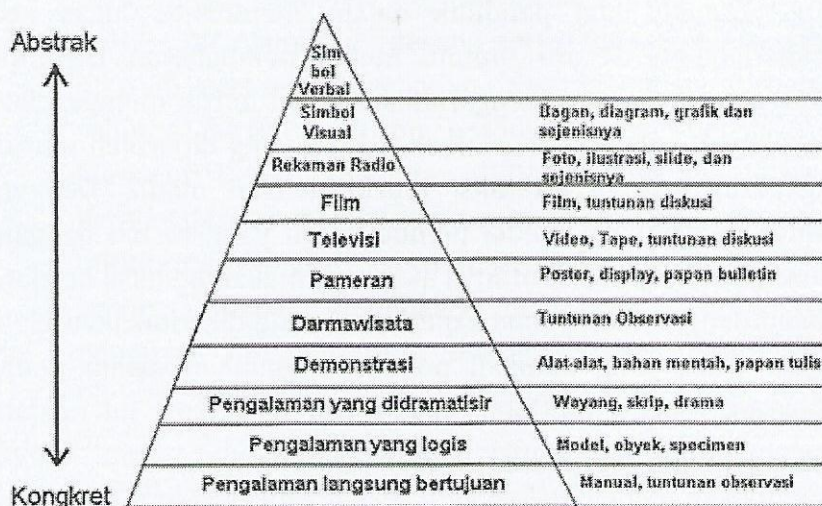 Abstrak
Sim
bol
Verbal
Simbol
Visual
Bagan, diagram, grafik dan
sejenisnya
Rekaman Radio
Foto, ilustrasi, slide, dan
sejenisnya
Film
Film, tuntunan diskusi
Televisi
Video, Tape, tuntunan diskusi
Pameran
Poster, display, papan bulletin
Darmawisata
Tuntunan Observasi
Demonstrasi
Alat-alat, bahan mentah, papan tulis
Pengalaman yang didramatisir
Wayang, skrip, drama
Pengalaman yang logis
Model, obyek, specimen
Kongkret
Pengalaman langsung bertujuan
Manual, tuntunan observasi